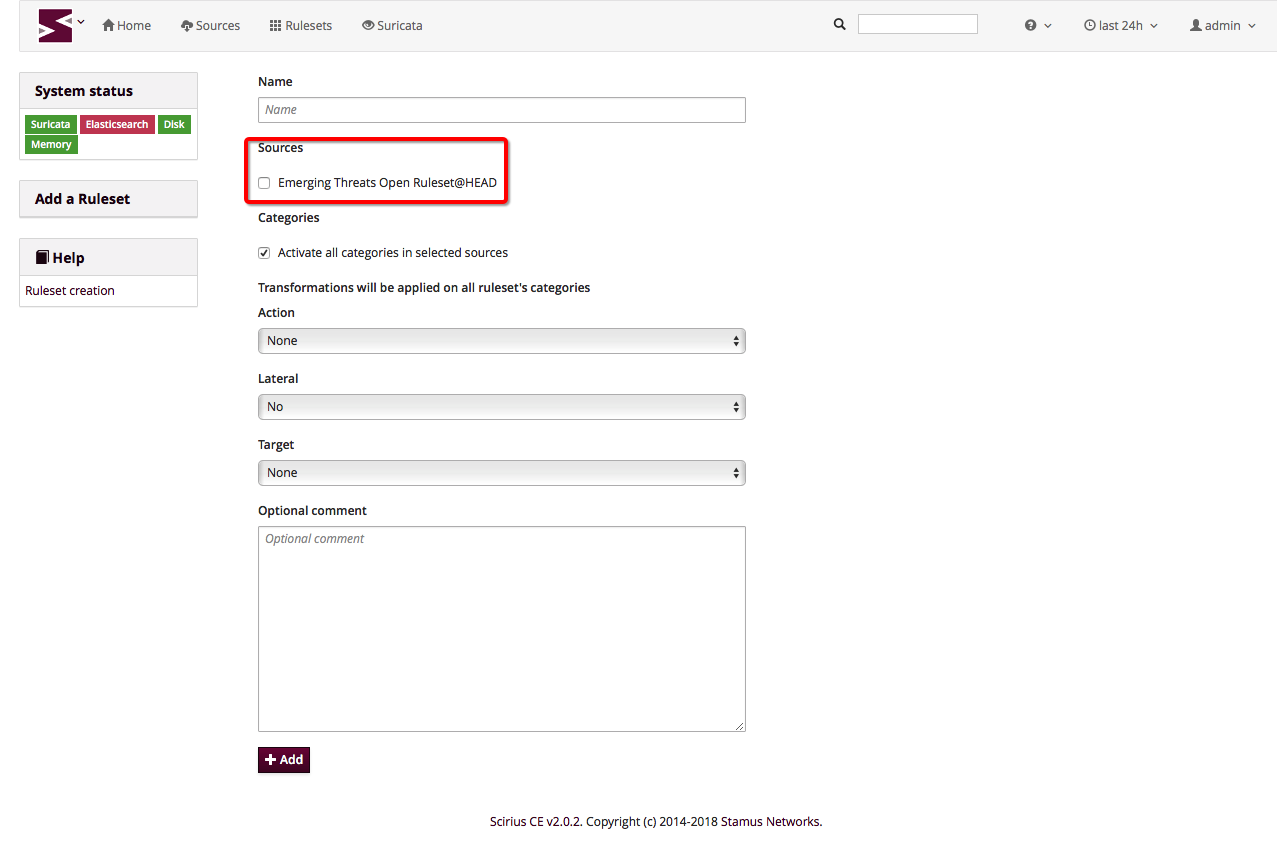 Home Sources Rulesets Suricata last 24h admin
System status
Suricata Elasticsearch Disk
Memory
Add a Ruleset
Help
Ruleset creation
Name
Name
Sources
Emerging Threats Open Ruleset@HEAD
Categories
Activate all categories in selected sources
Transformations will be applied on all ruleset's categories
Action
None
Lateral
No
Target
None
Optional comment
Optional comment
Add
Scirius CE v2.0.2. Copyright (c) 2014-2018 Stamus Networks.